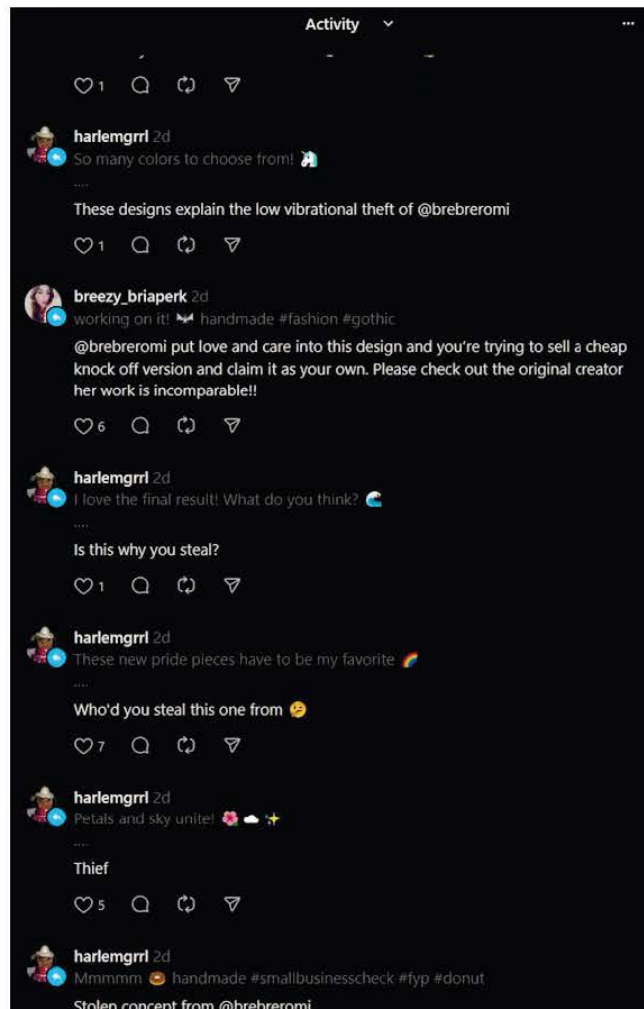 Activity
1
harlemgrrl 2d
So many colors to choose from! 🦄
....
These designs explain the low vibrational theft of @brebreromi
1
breezy_briaperk 2d
working on it! 🦇 handmade #fashion #gothic
@brebreromi put love and care into this design and you're trying to sell a cheap
knock off version and claim it as your own. Please check out the original creator
her work is incomparable!!
6
harlemgrrl 2d
I love the final result! What do you think? 🌊
....
Is this why you steal?
1
harlemgrrl 2d
These new pride pieces have to be my favorite 🌈
....
Who'd you steal this one from 🤔
7
harlemgrrl 2d
Petals and sky unite! 🌺 ☁️ ✨
....
Thief
5
harlemgrrl 2d
Mmmmm 🍩 handmade #smallbusinesscheck #fyp #donut
Stolen concept from @brebreromi